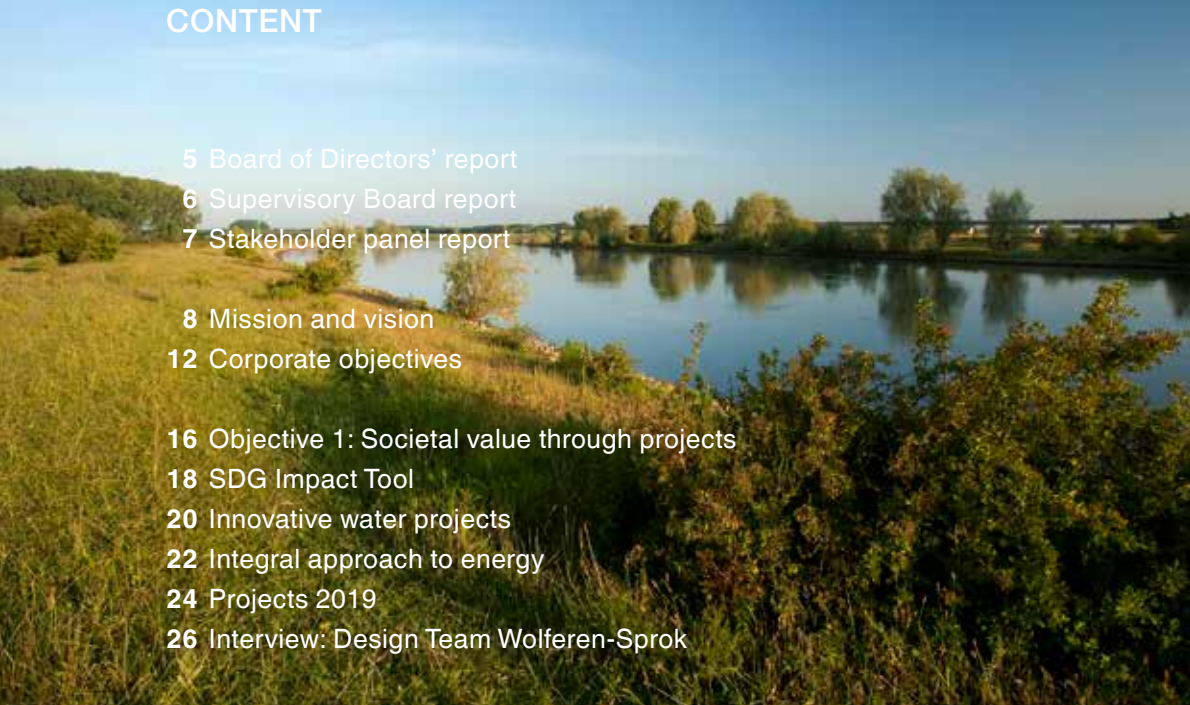 CONTENT
5 Board of Directors’ report
6 Supervisory Board report
7 Stakeholder panel report
8 Mission and vision
12 Corporate objectives
16 Objective 1: Societal value through projects
18 SDG Impact Tool
20 Innovative water projects
22 Integral approach to energy
24 Projects 2019
26 Interview: Design Team Wolferen-Sprok